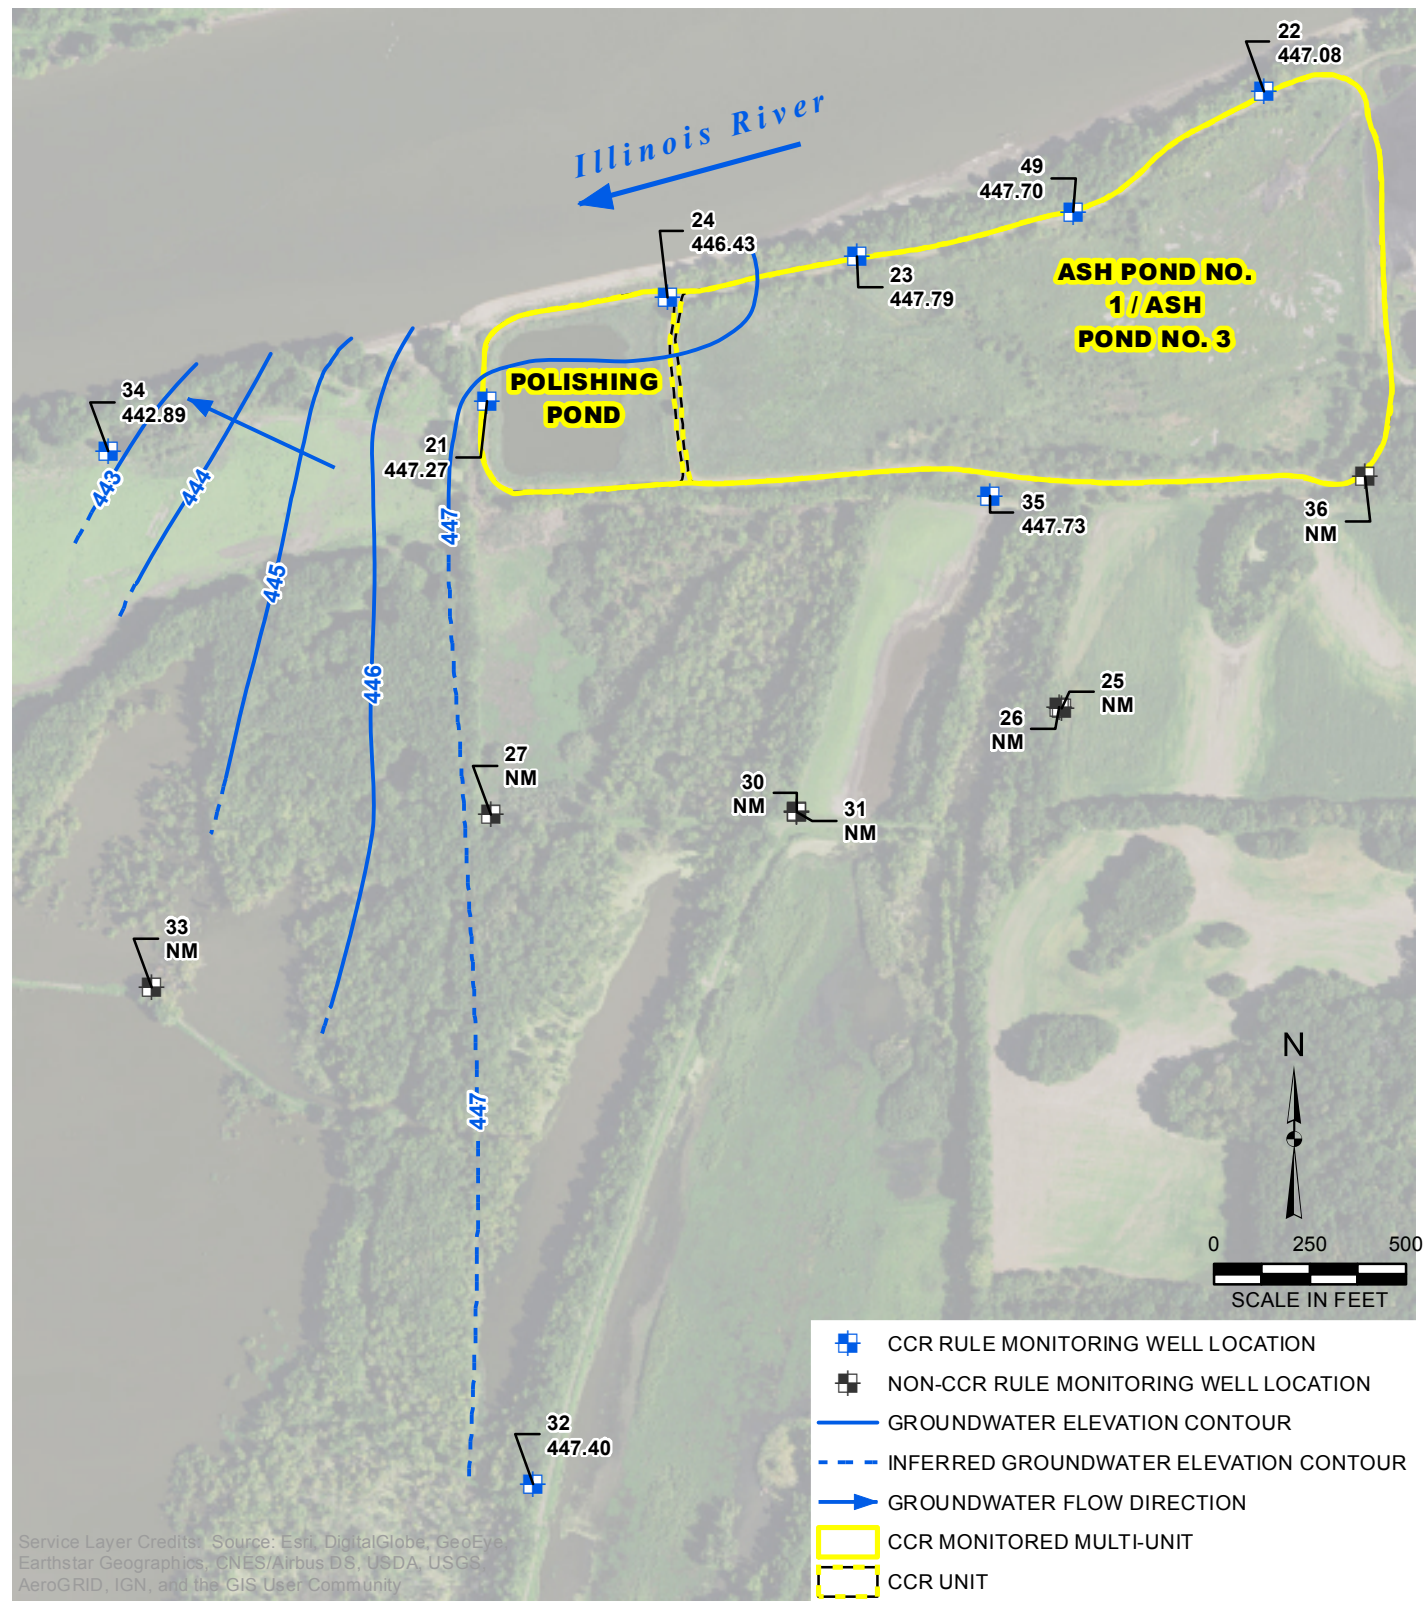 22
447.08
Illinois River
49
447.70
24
446.43
23
447.79
ASH POND NO.
1 / ASH
POND NO. 3
POLISHING
POND
34
442.89
21
447.27
443
444
447
35
447.73
36
NM
445
446
25
NM
26
NM
27
NM
30
NM
31
NM
33
NM
N
447
0 250 500
SCALE IN FEET
32
447.40
CCR RULE MONITORING WELL LOCATION
NON-CCR RULE MONITORING WELL LOCATION
GROUNDWATER ELEVATION CONTOUR
INFERRED GROUNDWATER ELEVATION CONTOUR
GROUNDWATER FLOW DIRECTION
CCR MONITORED MULTI-UNIT
CCR UNIT
Service Layer Credits: Source: Esri, DigitalGlobe, GeoEye,
Earthstar Geographics, CNES/Airbus DS, USDA, USGS,
AeroGRID, IGN, and the GIS User Community